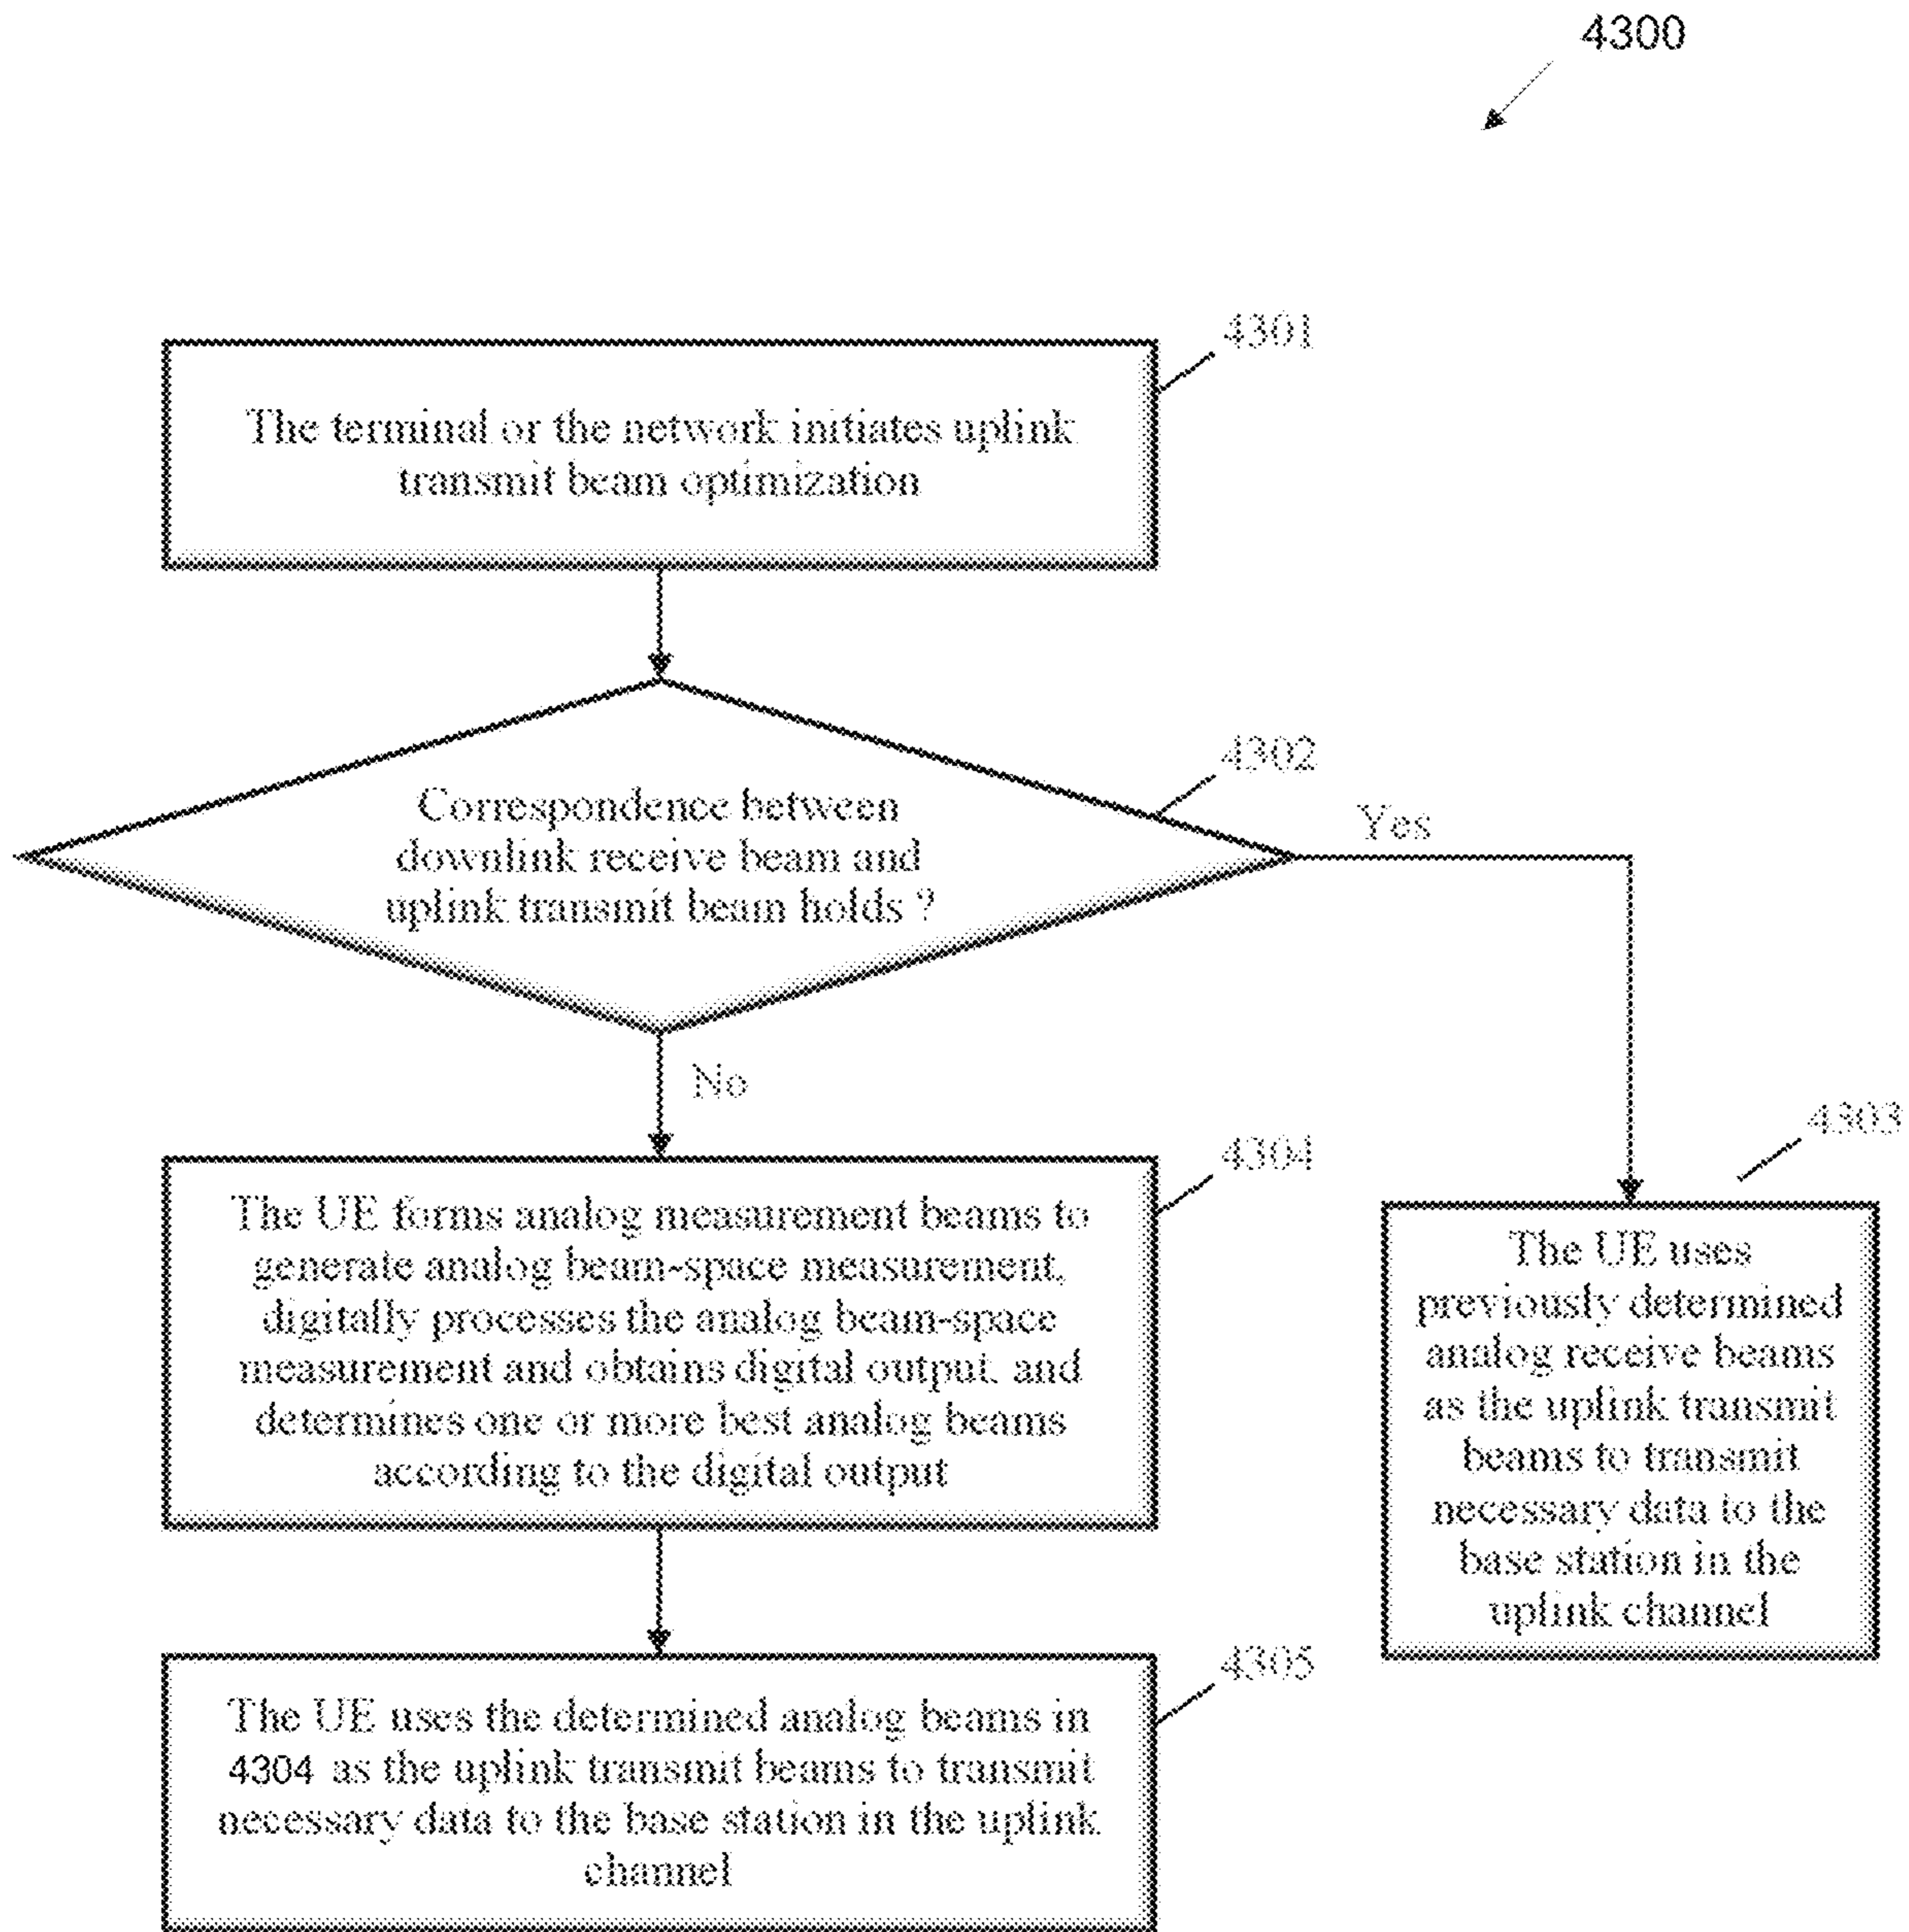 4300
4301
The terminal or the network initiates uplink
transmit beam optimization
4302
Correspondence between
downlink receive beam and
uplink transmit beam holds ?
Yes
No
4303
4304
The UE forms analog measurement beams to
generate analog beam-space measurement,
digitally processes the analog beam-space
measurement and obtains digital output, and
determines one or more best analog beams
according to the digital output
The UE uses
previously determined
analog receive beams
as the uplink transmit
beams to transmit
necessary data to the
base station in the
uplink channel
4305
The UE uses the determined analog beams in
4304 as the uplink transmit beams to transmit
necessary data to the base station in the uplink
channel